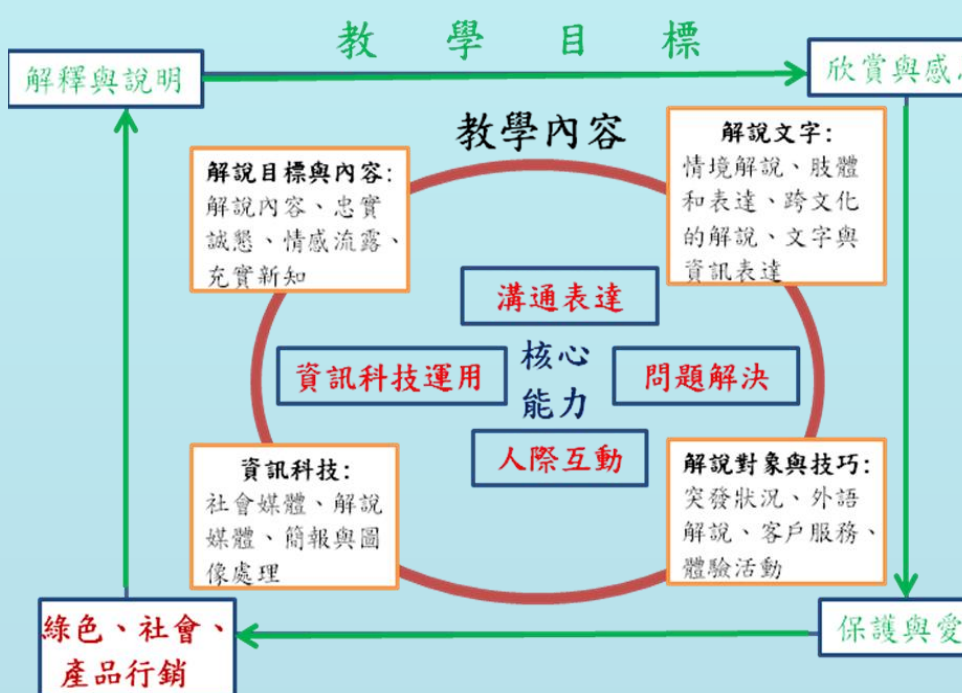 教學目標
解釋與說明
欣賞與感
教學內容
解說目標與內容:
解說內容、忠實
誠懇、情感流露、
充實新知
解說文字:
情境解說、肢體
和表達、跨文化
的解說、文字與
資訊表達
溝通表達
資訊科技運用
核心
能力
問題解決
人際互動
資訊科技:
社會媒體、解說
媒體、簡報與圖
像處理
解說對象與技巧:
突發狀況、外語
解說、客戶服務、
體驗活動
綠色、社會、
產品行銷
保護與愛